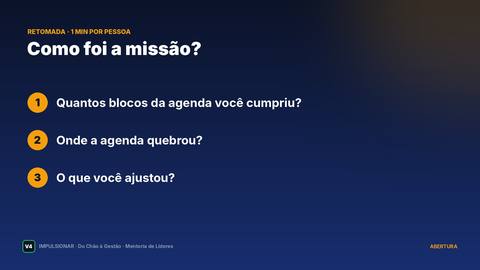 RETOMADA · 1 MIN POR PESSOA
Como foi a missão?
1 Quantos blocos da agenda você cumpriu?
2 Onde a agenda quebrou?
3 O que você ajustou?
V4 IMPULSIONAR · Do Chão à Gestão · Mentoria de Líderes
ABERTURA